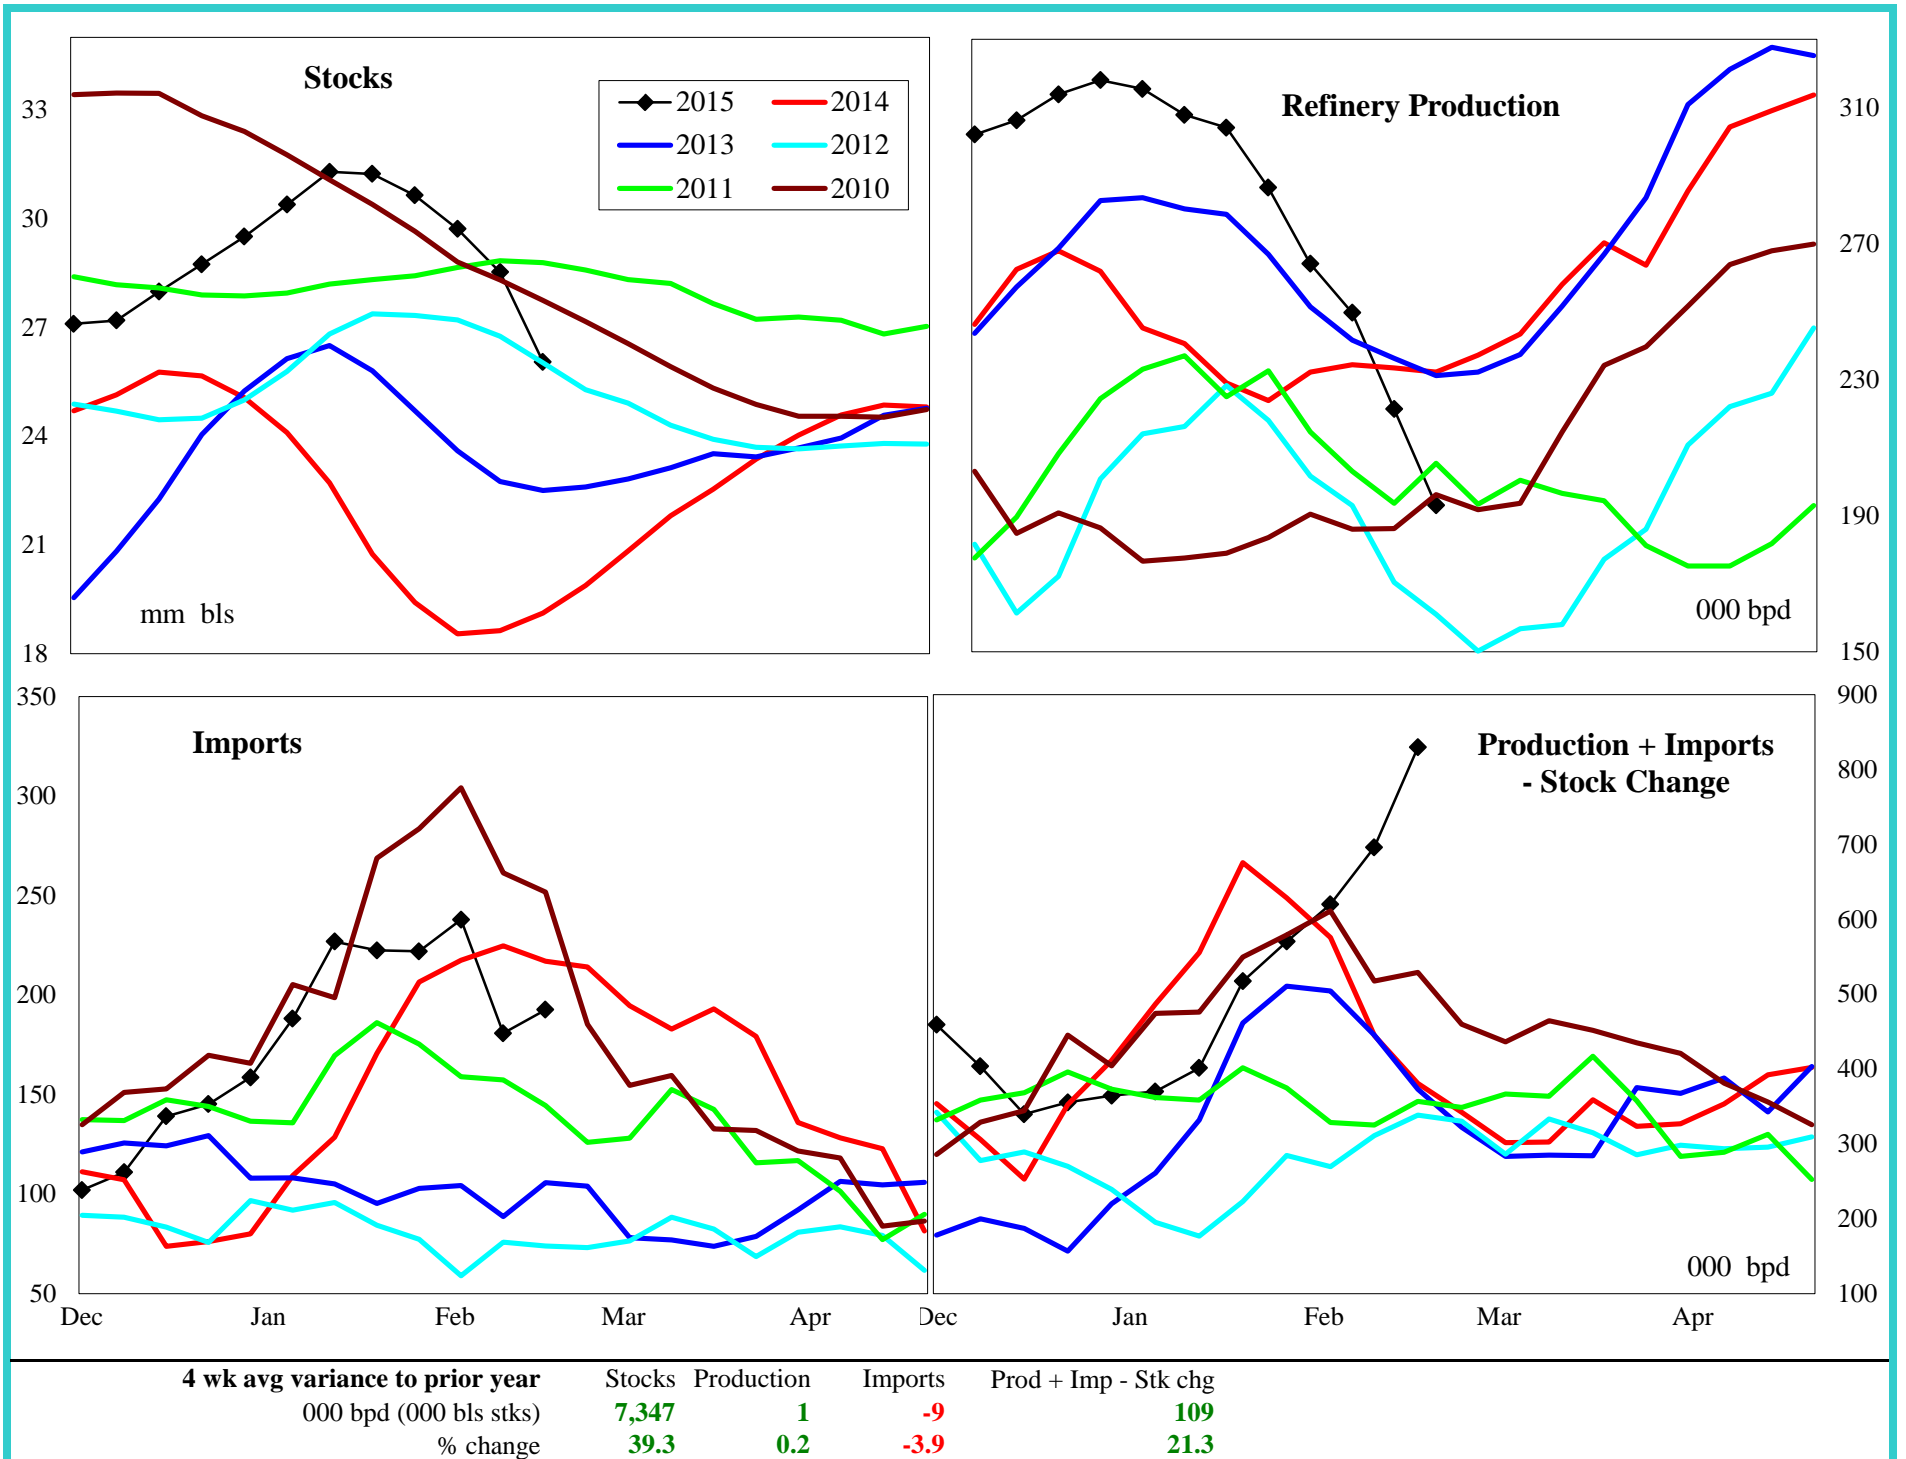 Stocks
2015 2014
2013 2012
2011 2010
33
30
27
24
21
18
mm bls
Refinery Production
310
270
230
190
150
000 bpd
Imports
350
300
250
200
150
100
50
Dec Jan Feb Mar Apr
Production + Imports
- Stock Change
900
800
700
600
500
400
300
200
100
000 bpd
Dec Jan Feb Mar Apr
4 wk avg variance to prior year Stocks Production Imports Prod + Imp - Stk chg
000 bpd (000 bls stks) 7,347 1 -9 109
% change 39.3 0.2 -3.9 21.3